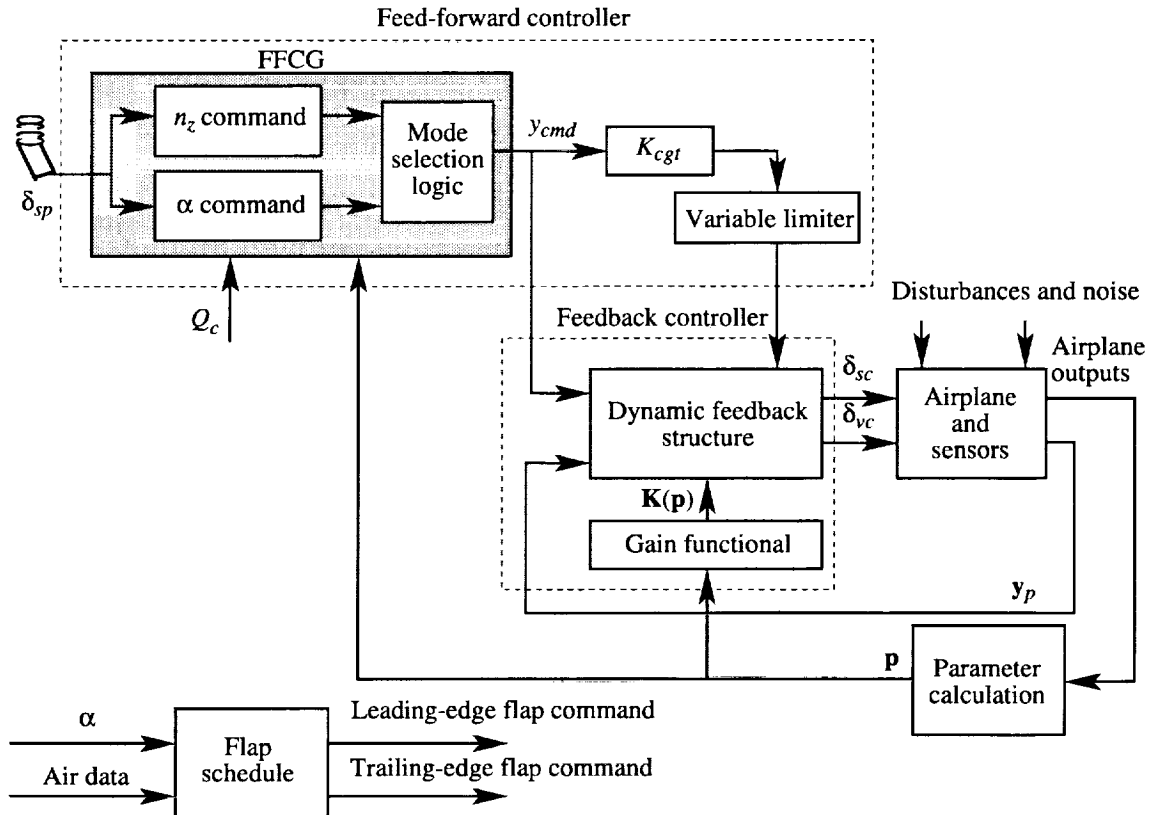 Feed-forward controller
FFCG
n_z command
α command
Mode
selection
logic
δ_sp
y_cmd
K_cgt
Variable limiter
Q_c
Feedback controller
Disturbances and noise
Airplane
outputs
Dynamic feedback
structure
δ_sc
δ_vc
Airplane
and
sensors
K(p)
Gain functional
y_p
p
Parameter
calculation
α
Air data
Flap
schedule
Leading-edge flap command
Trailing-edge flap command